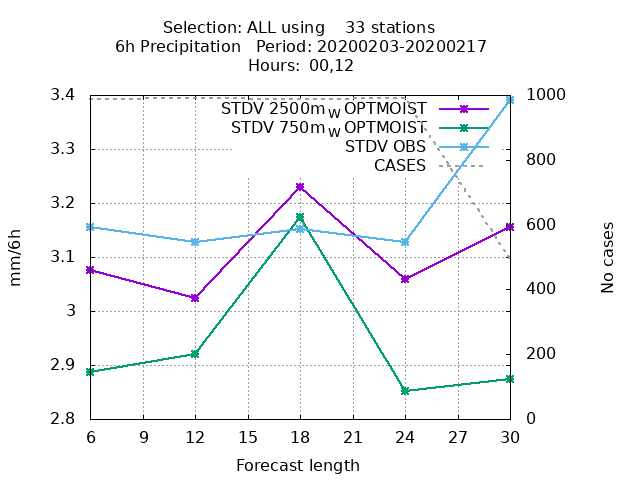 Selection: ALL using    33 stations
6h Precipitation   Period: 20200203-20200217
Hours:  00,12
3.4
3.3
3.2
3.1
3
2.9
2.8
mm/6h
STDV 2500m_W OPTMOIST
STDV 750m_W OPTMOIST
STDV OBS
CASES
1000
800
600
400
200
0
No cases
6 9 12 15 18 21 24 27 30
Forecast length